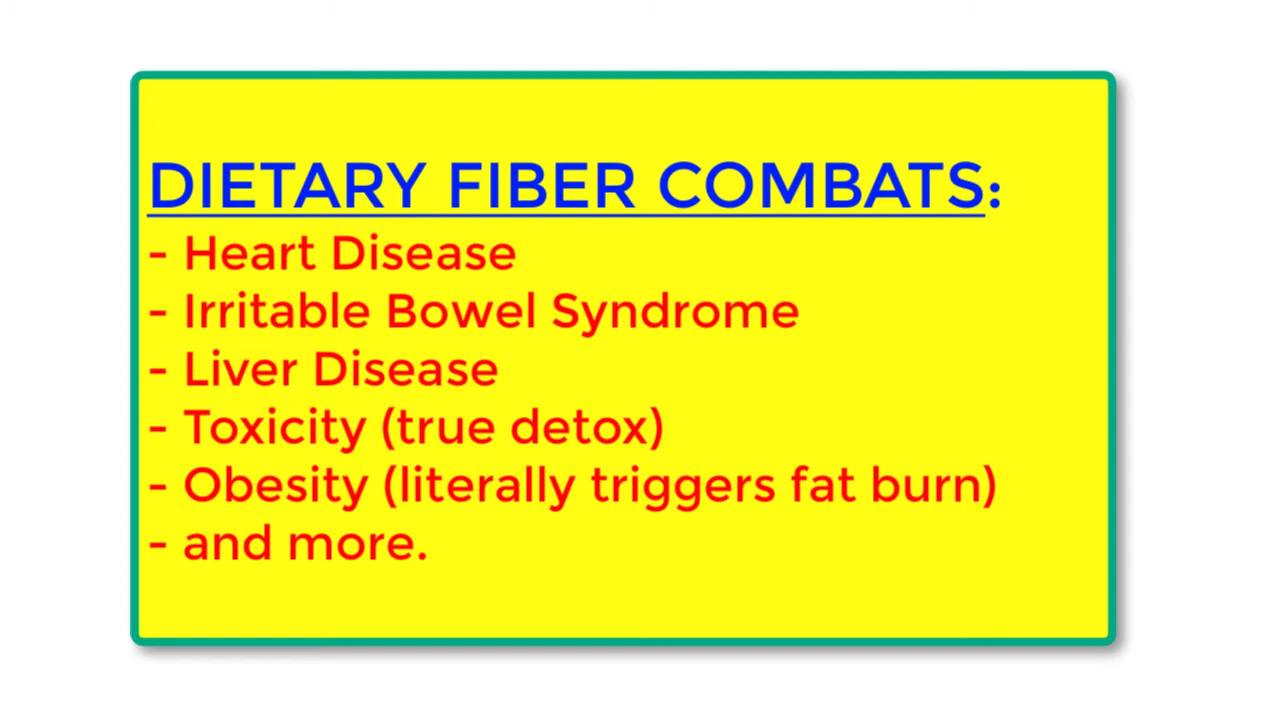 DIETARY FIBER COMBATS:
- Heart Disease
- Irritable Bowel Syndrome
- Liver Disease
- Toxicity (true detox)
- Obesity (literally triggers fat burn)
- and more.